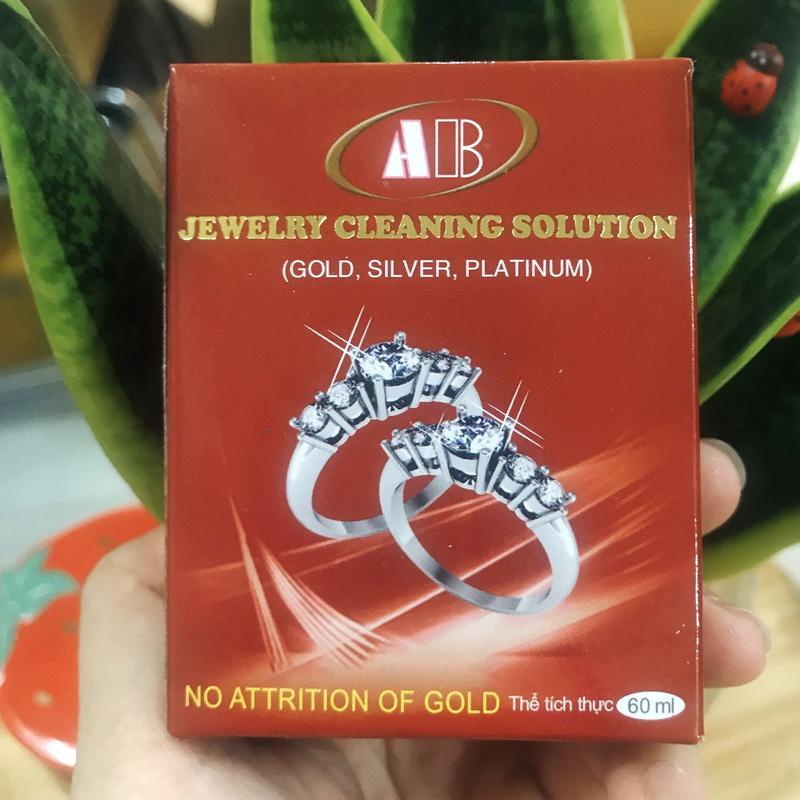 AB
JEWELRY CLEANING SOLUTION
(GOLD, SILVER, PLATINUM)
NO ATTRITION OF GOLD Thể tích thực 60 ml